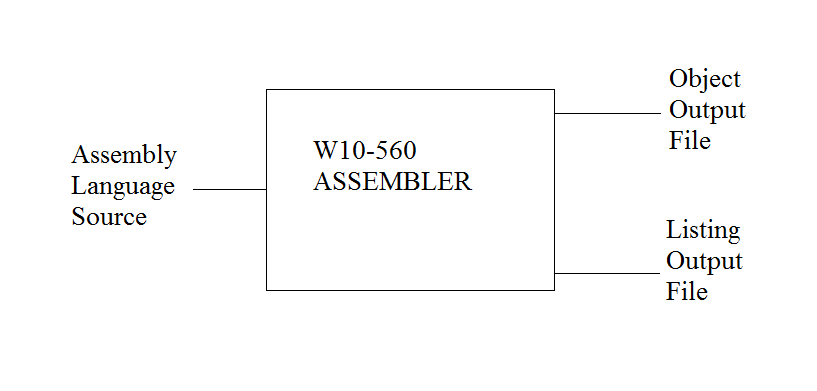 Assembly
Language
Source
W10-560
ASSEMBLER
Object
Output
File
Listing
Output
File